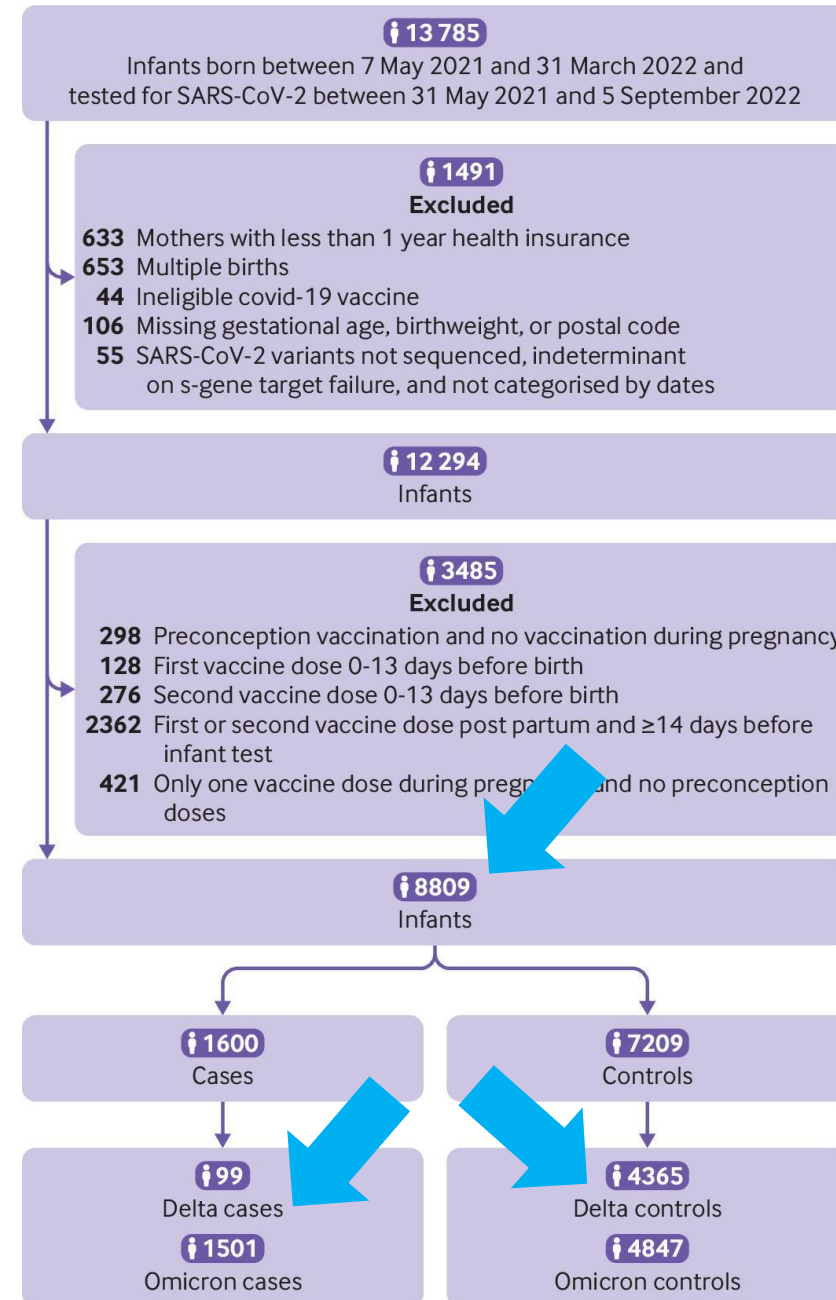 13 785
Infants born between 7 May 2021 and 31 March 2022 and
tested for SARS-CoV-2 between 31 May 2021 and 5 September 2022
1491
Excluded
633 Mothers with less than 1 year health insurance
653 Multiple births
44 Ineligible covid-19 vaccine
106 Missing gestational age, birthweight, or postal code
55 SARS-CoV-2 variants not sequenced, indeterminant
on s-gene target failure, and not categorised by dates
12 294
Infants
3485
Excluded
298 Preconception vaccination and no vaccination during pregnancy
128 First vaccine dose 0-13 days before birth
276 Second vaccine dose 0-13 days before birth
2362 First or second vaccine dose post partum and ≥14 days before
infant test
421 Only one vaccine dose during and no preconception
doses
8809
Infants
1600
Cases
7209
Controls
99
Delta cases
1501
Omicron cases
4365
Delta controls
4847
Omicron controls